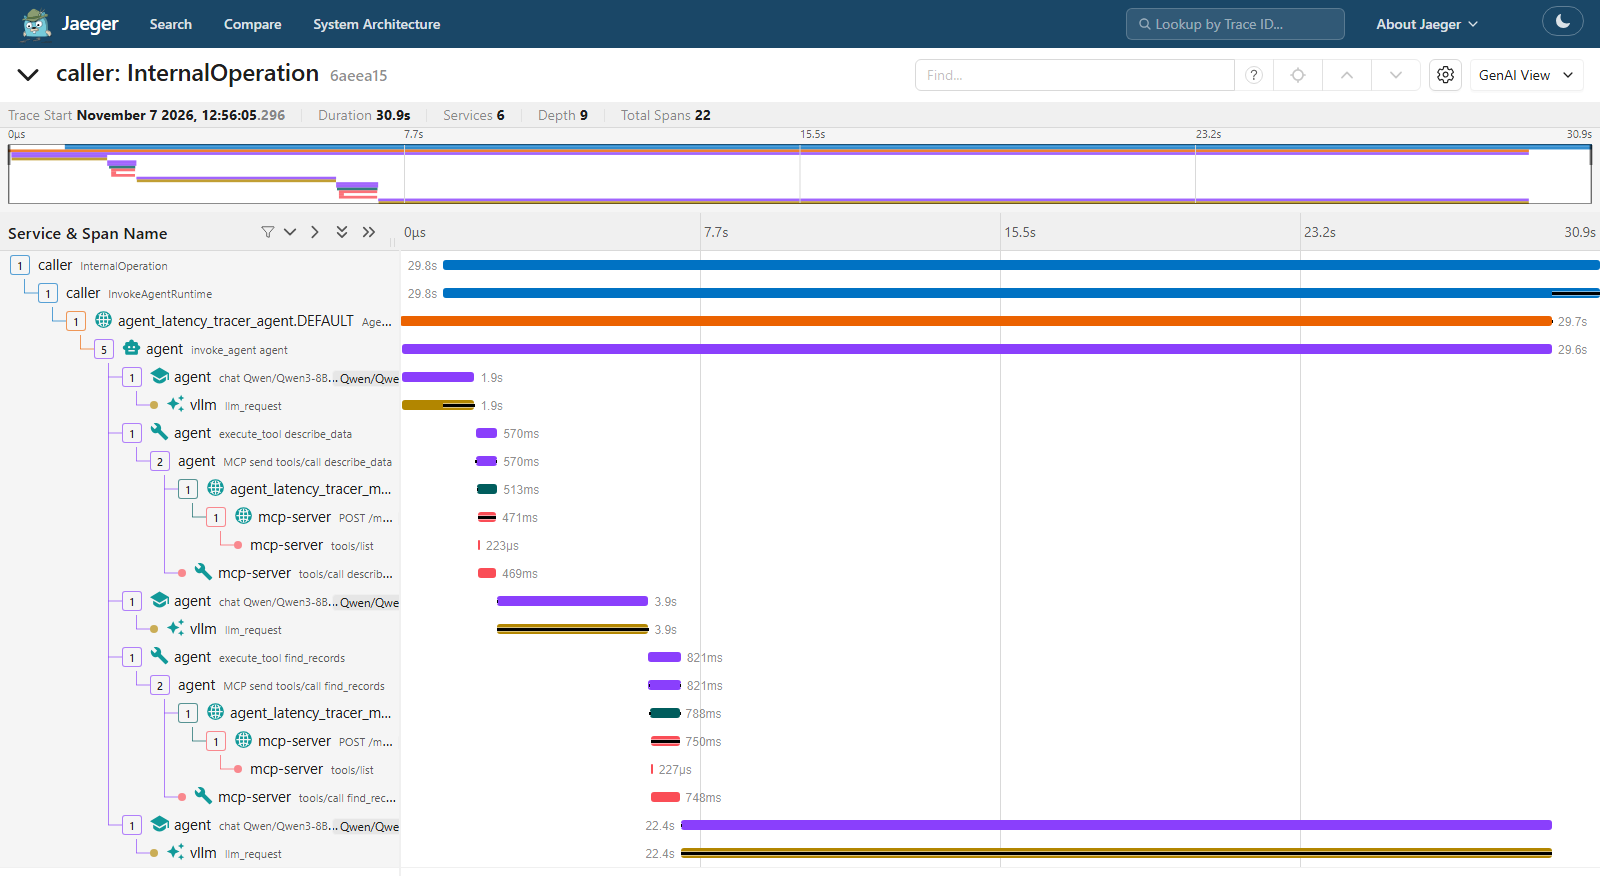 Jaeger Search Compare System Architecture Lookup by Trace ID... About Jaeger
caller: InternalOperation 6aeea15 Find... ? GenAI View
Trace Start November 7 2026, 12:56:05.296 Duration 30.9s Services 6 Depth 9 Total Spans 22
0μs 7.7s 15.5s 23.2s 30.9s
Service & Span Name 0μs 7.7s 15.5s 23.2s 30.9s
1 caller InternalOperation 29.8s
1 caller InvokeAgentRuntime 29.8s
1 agent_latency_tracer_agent.DEFAULT Age... 29.7s
5 agent invoke_agent agent 29.6s
1 agent chat Qwen/Qwen3-8B... Qwen/Qwe 1.9s
vllm llm_request 1.9s
1 agent execute_tool describe_data 570ms
2 agent MCP send tools/call describe_data 570ms
1 agent_latency_tracer_m... 513ms
1 mcp-server POST /m... 471ms
mcp-server tools/list 223μs
mcp-server tools/call describ... 469ms
1 agent chat Qwen/Qwen3-8B... Qwen/Qwe 3.9s
vllm llm_request 3.9s
1 agent execute_tool find_records 821ms
2 agent MCP send tools/call find_records 821ms
1 agent_latency_tracer_m... 788ms
1 mcp-server POST /m... 750ms
mcp-server tools/list 227μs
mcp-server tools/call find_rec... 748ms
1 agent chat Qwen/Qwen3-8B... Qwen/Qwe 22.4s
vllm llm_request 22.4s